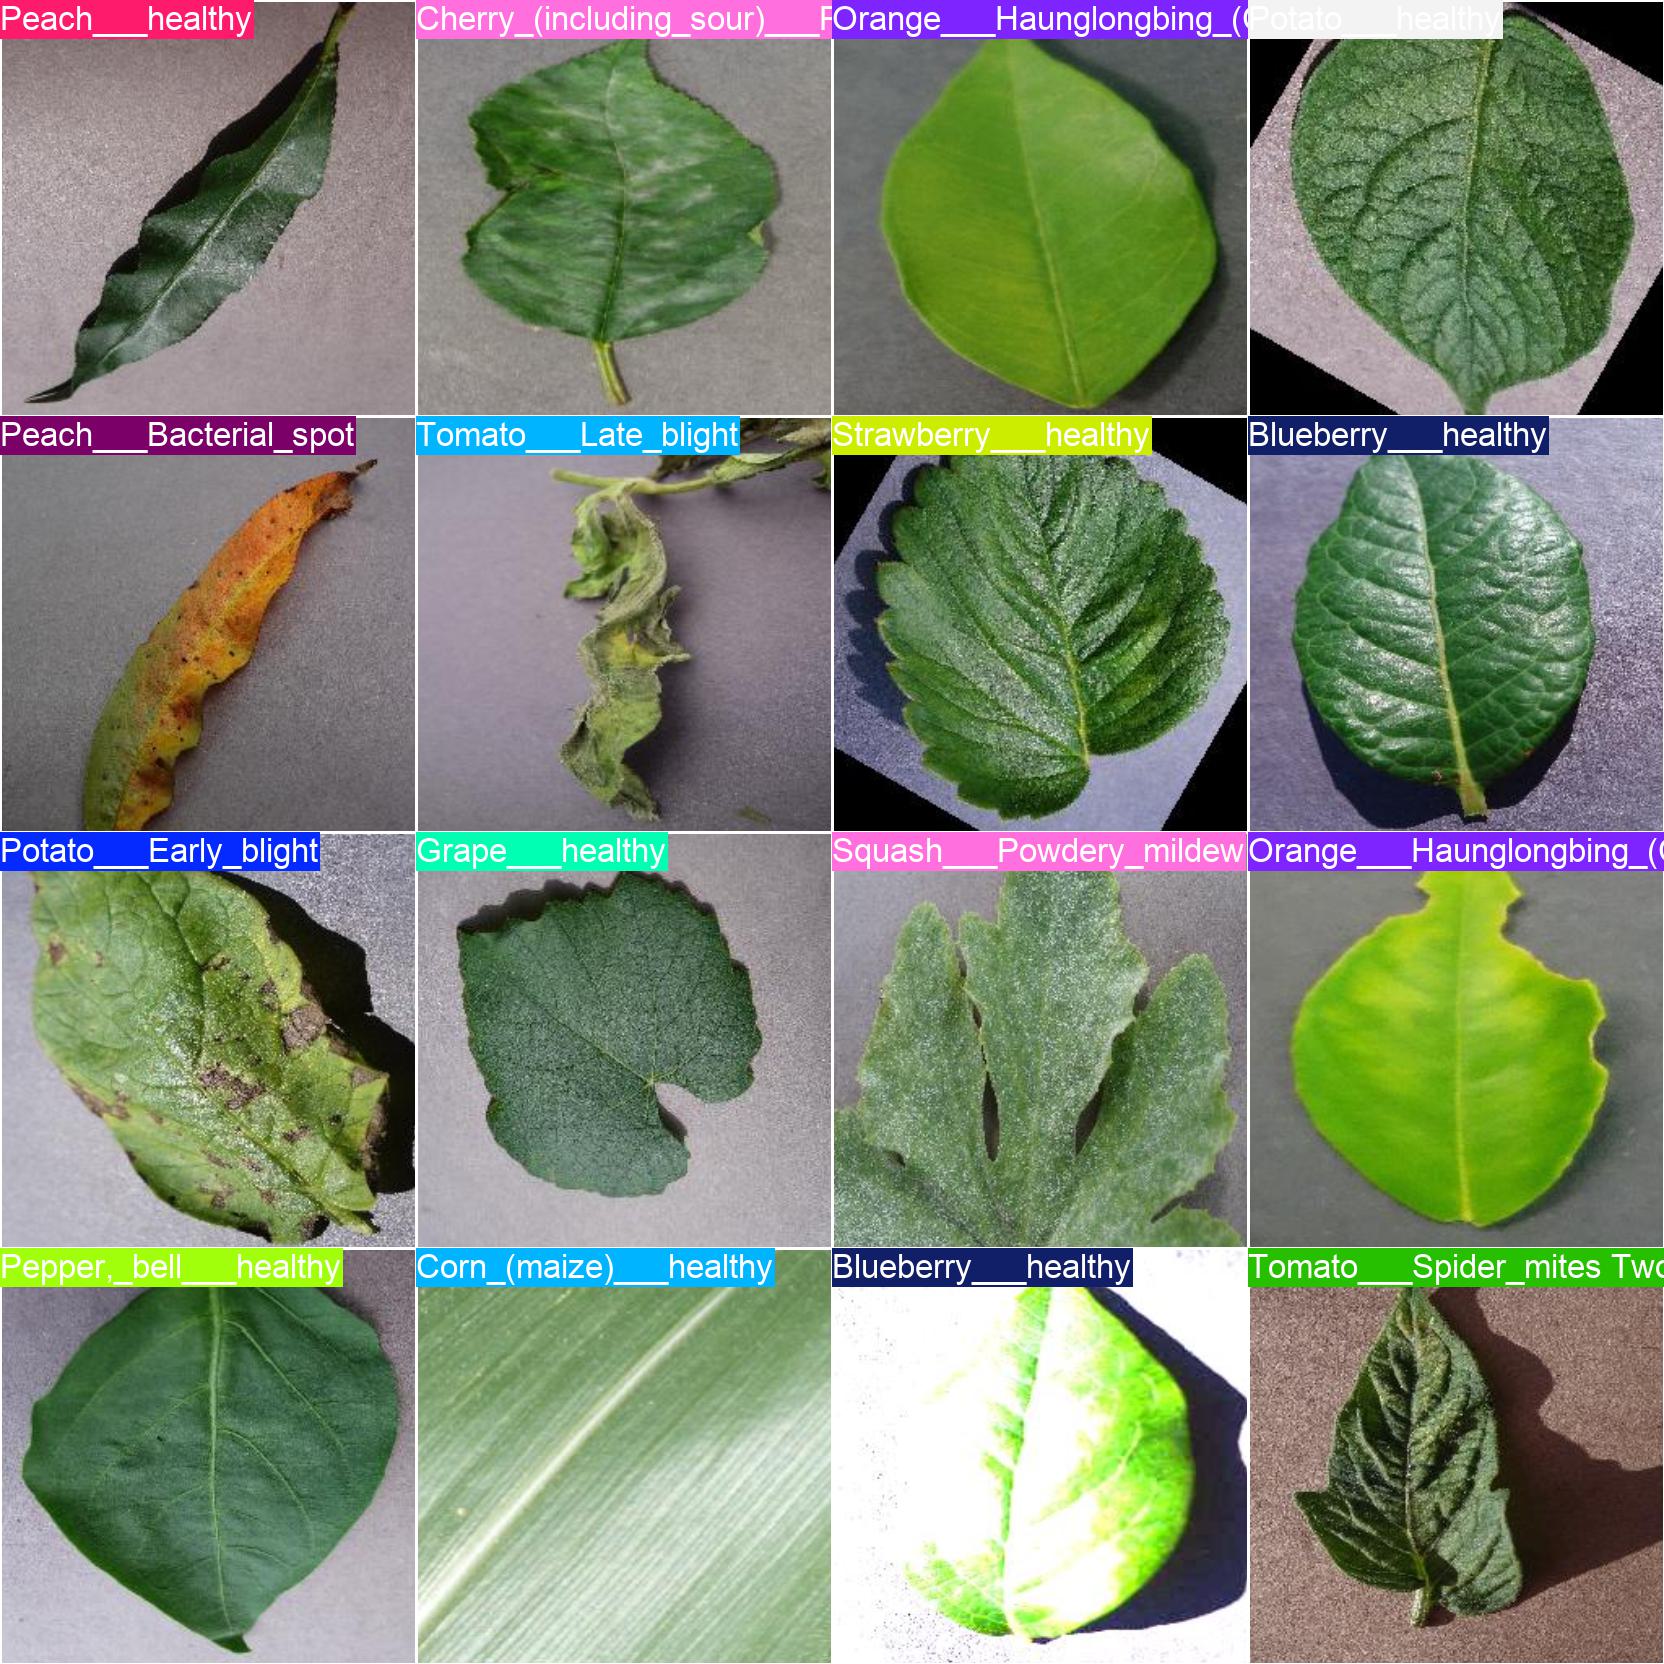 Peach___healthy
Cherry_(including_sour)___
Orange___Haunglongbing_(
Potato___healthy
Peach___Bacterial_spot
Tomato___Late_blight
Strawberry___healthy
Blueberry___healthy
Potato___Early_blight
Grape___healthy
Squash___Powdery_mildew
Orange___Haunglongbing_(
Pepper,_bell___healthy
Corn_(maize)___healthy
Blueberry___healthy
Tomato___Spider_mites Two